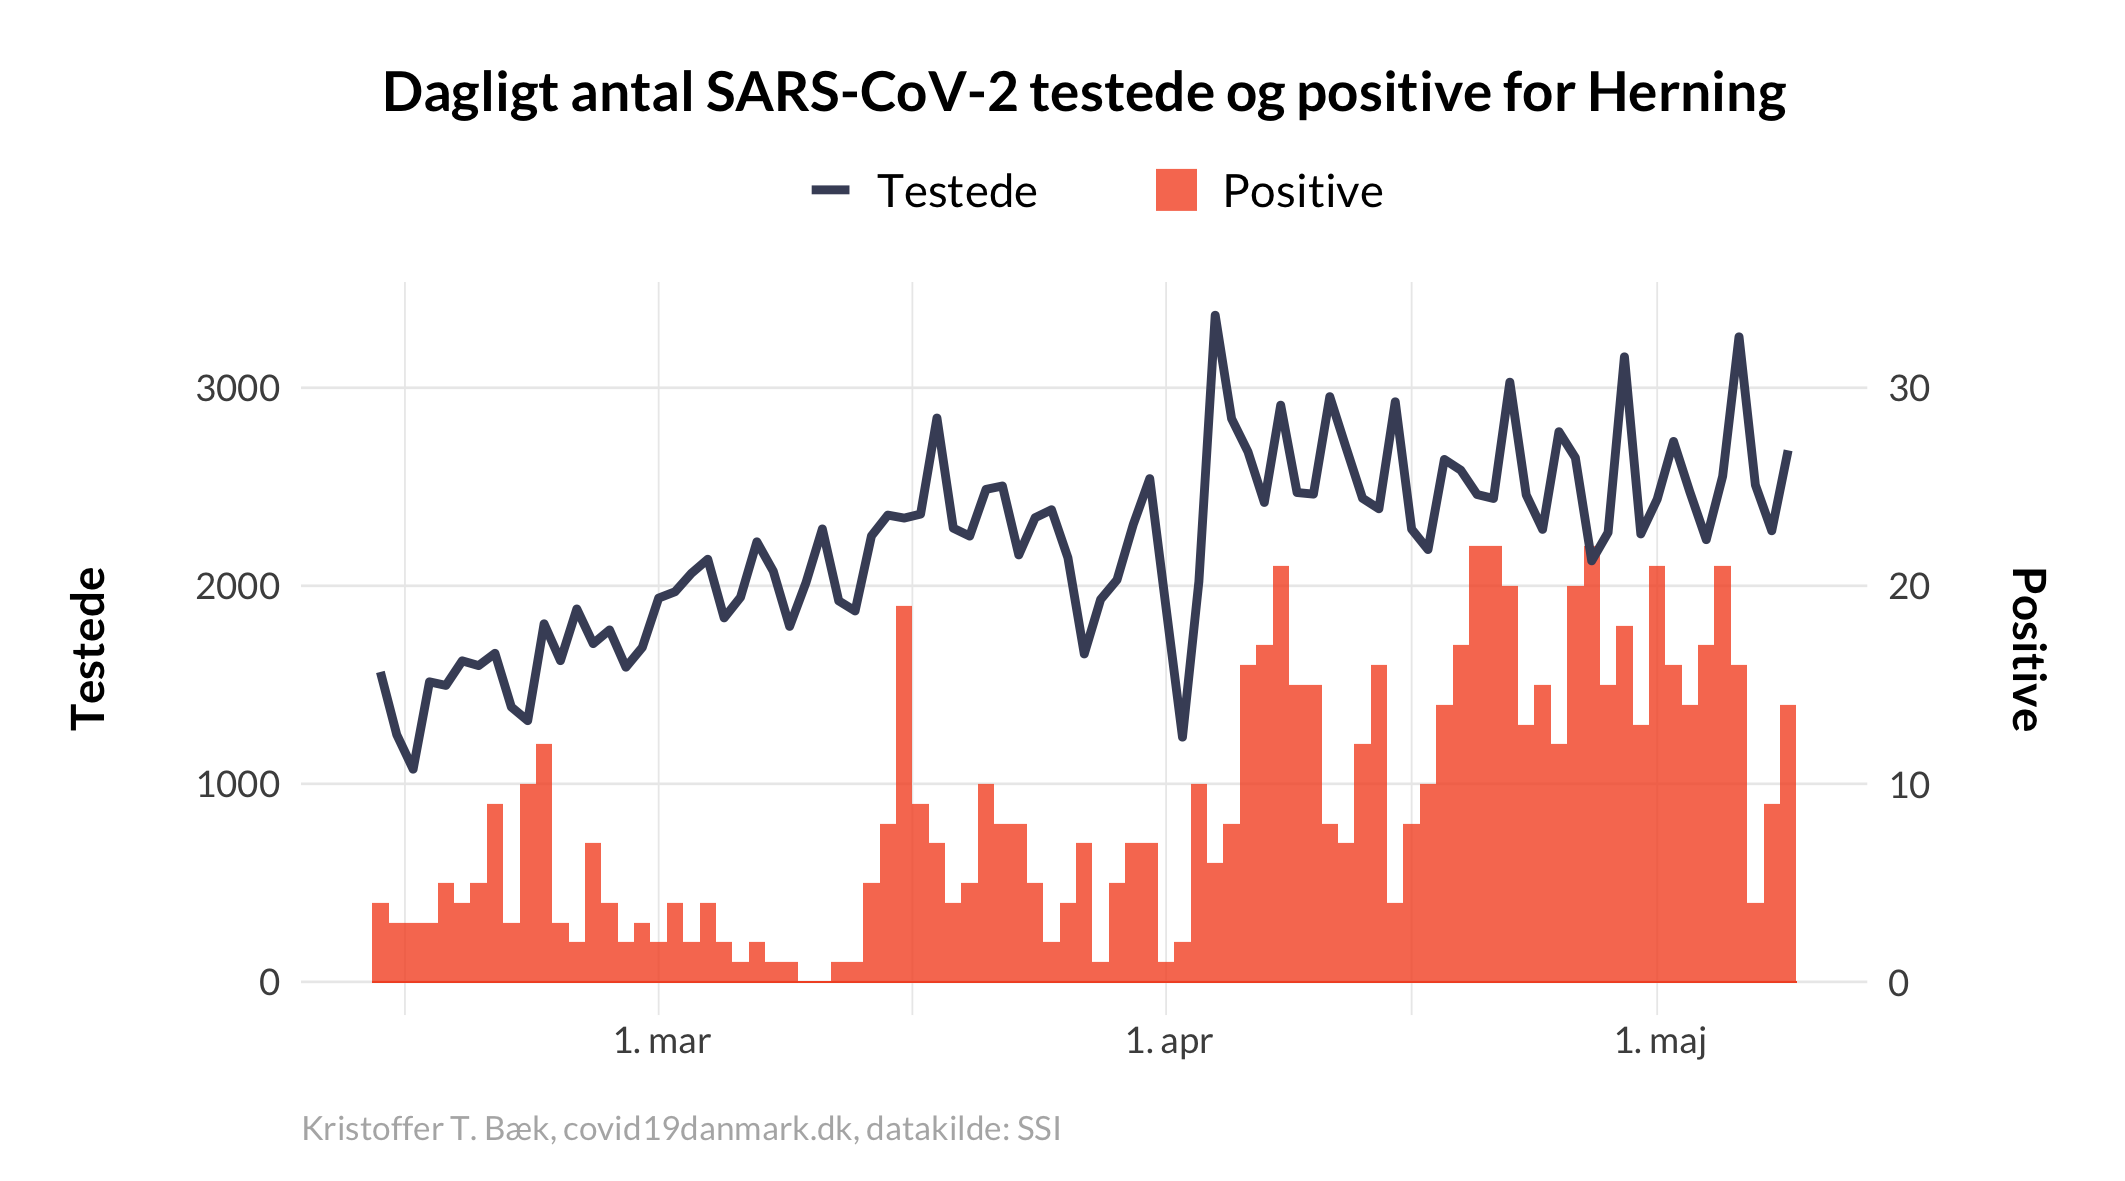 Dagligt antal SARS-CoV-2 testede og positive for Herning
Testede
Positive
3000
2000
1000
0
Testede
30
20
10
0
Positive
1. mar
1. apr
1. maj
Kristoffer T. Bæk, covid19danmark.dk, datakilde: SSI